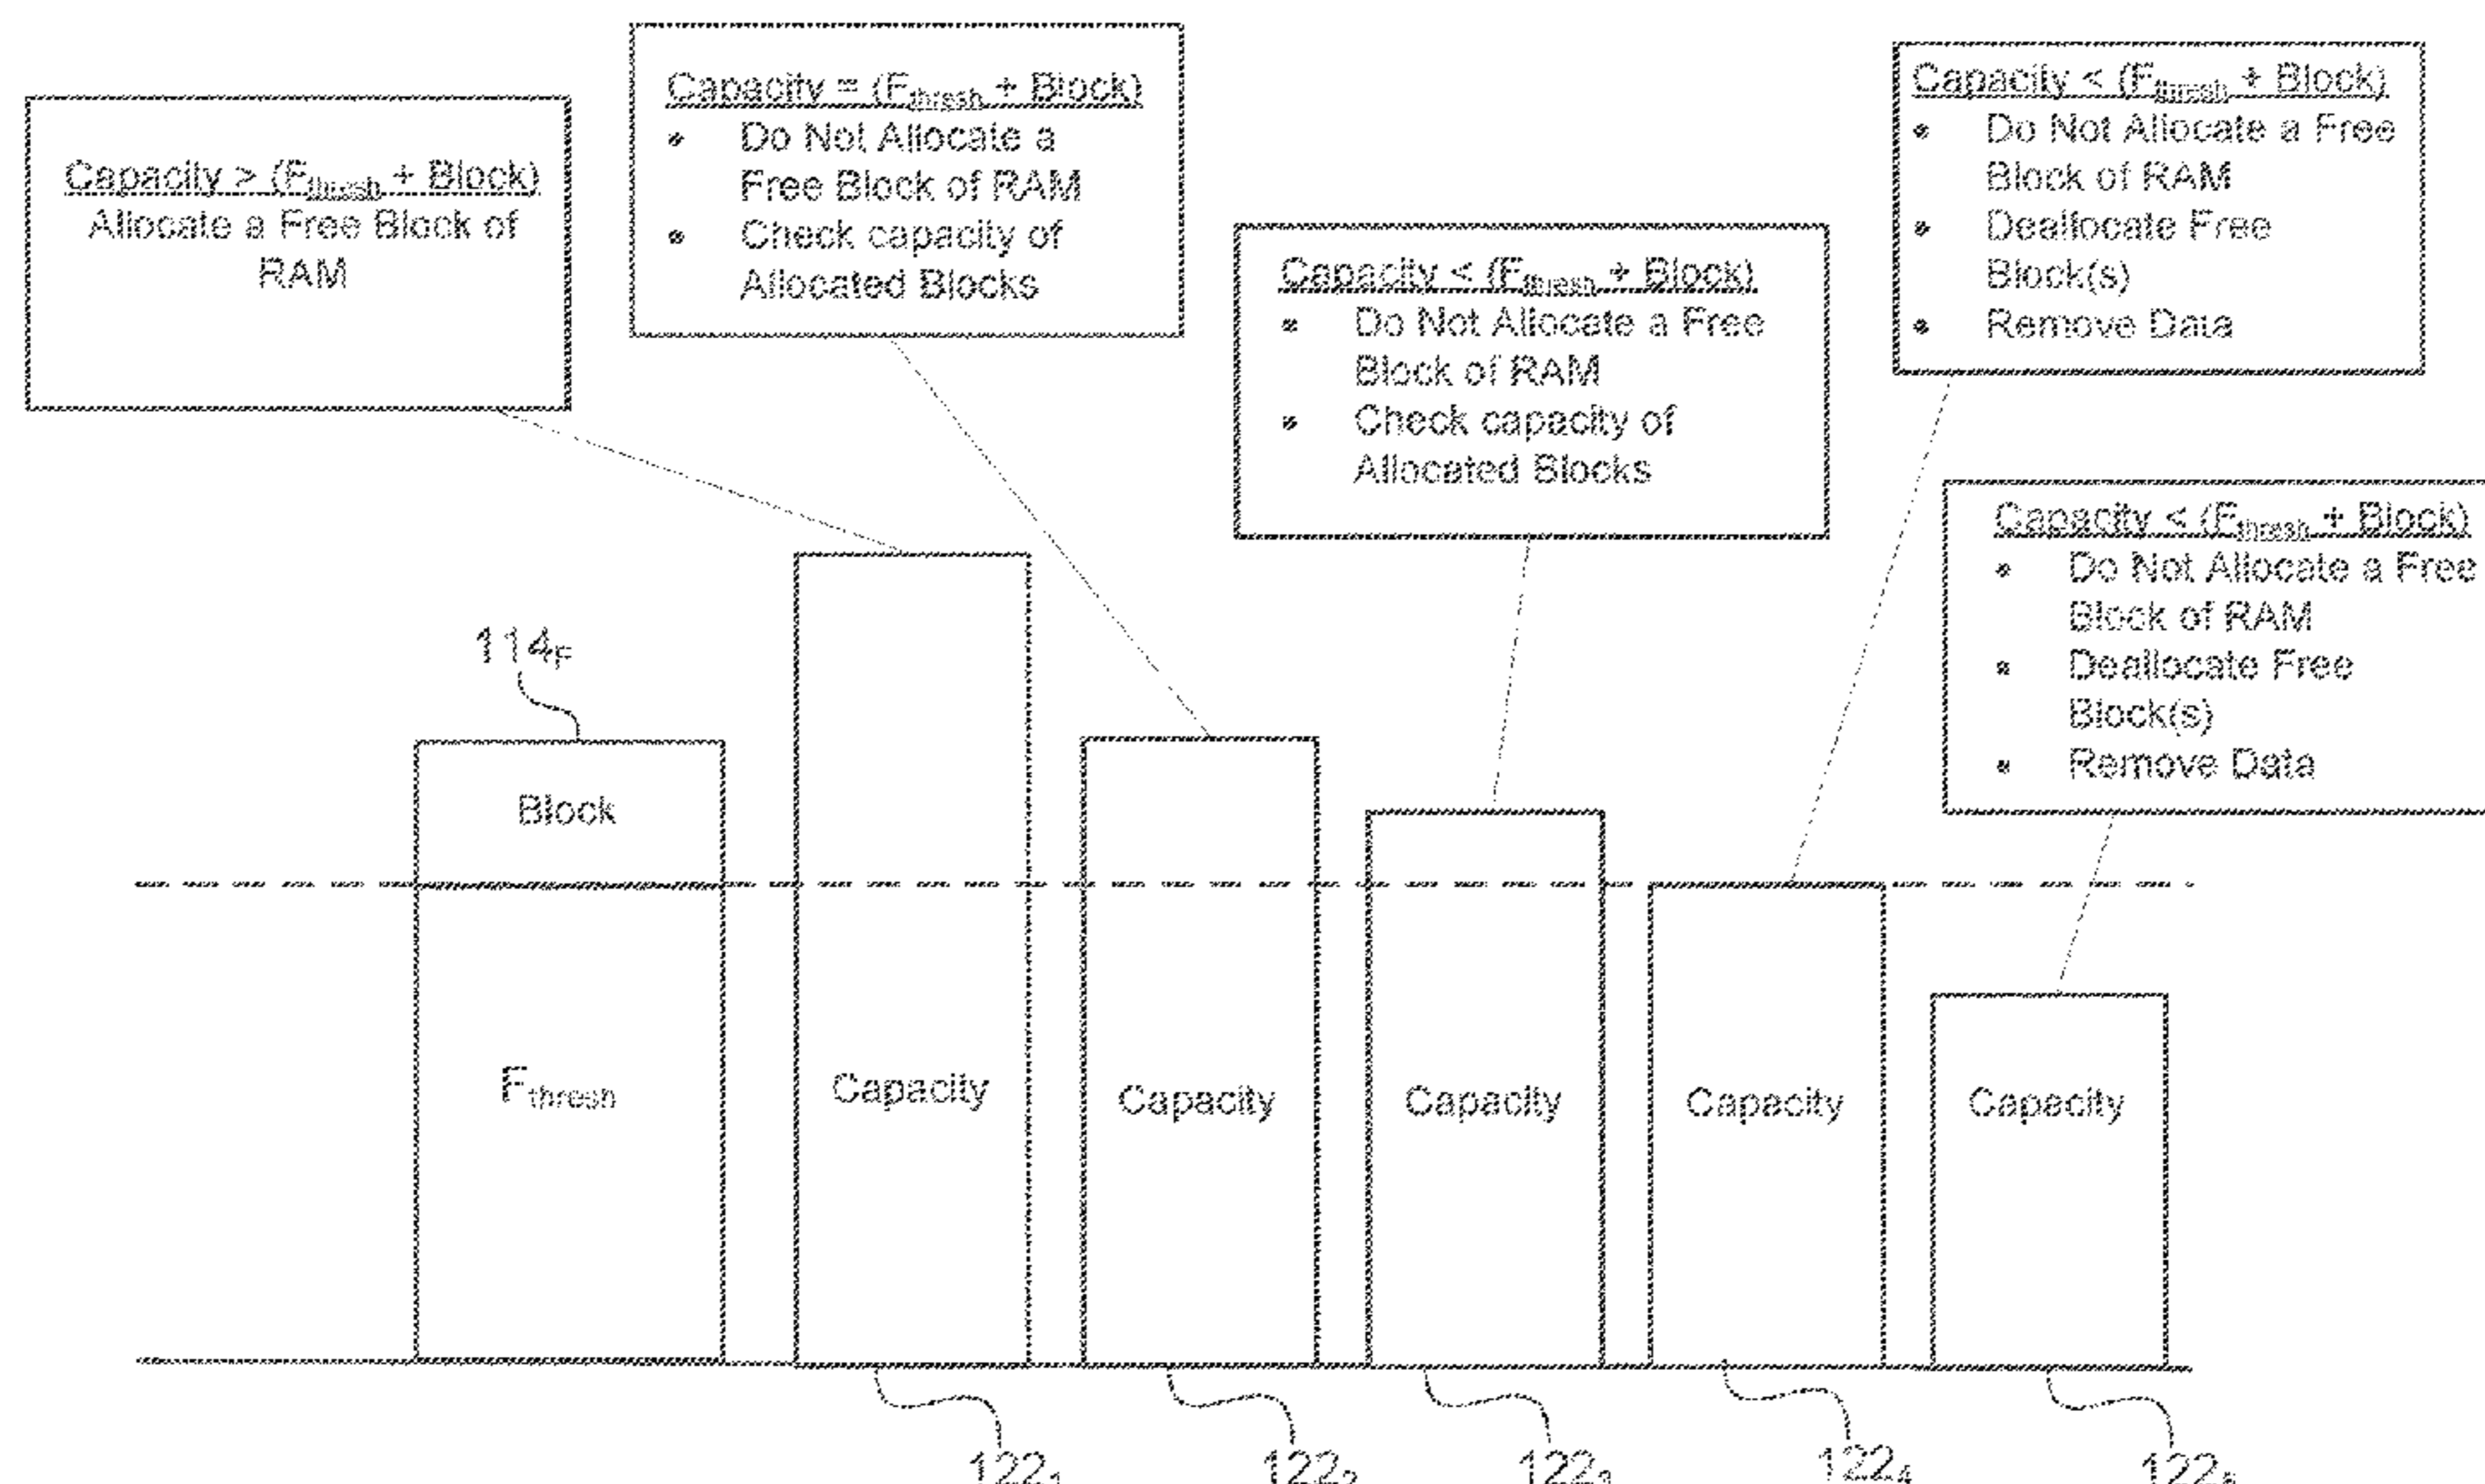 Capacity > (Fthresh + Block)
Allocate a Free Block of
RAM
Capacity = (Fthresh + Block)
• Do Not Allocate a
Free Block of RAM
• Check capacity of
Allocated Blocks
Capacity < (Fthresh + Block)
• Do Not Allocate a Free
Block of RAM
• Check capacity of
Allocated Blocks
Capacity < (Fthresh + Block)
• Do Not Allocate a Free
Block of RAM
• Deallocate Free
Block(s)
• Remove Data
Capacity < (Fthresh + Block)
• Do Not Allocate a Free
Block of RAM
• Deallocate Free
Block(s)
• Remove Data
114F
Block
Fthresh
Capacity
Capacity
Capacity
Capacity
Capacity
122₁
122₂
122₃
122₄
122₅